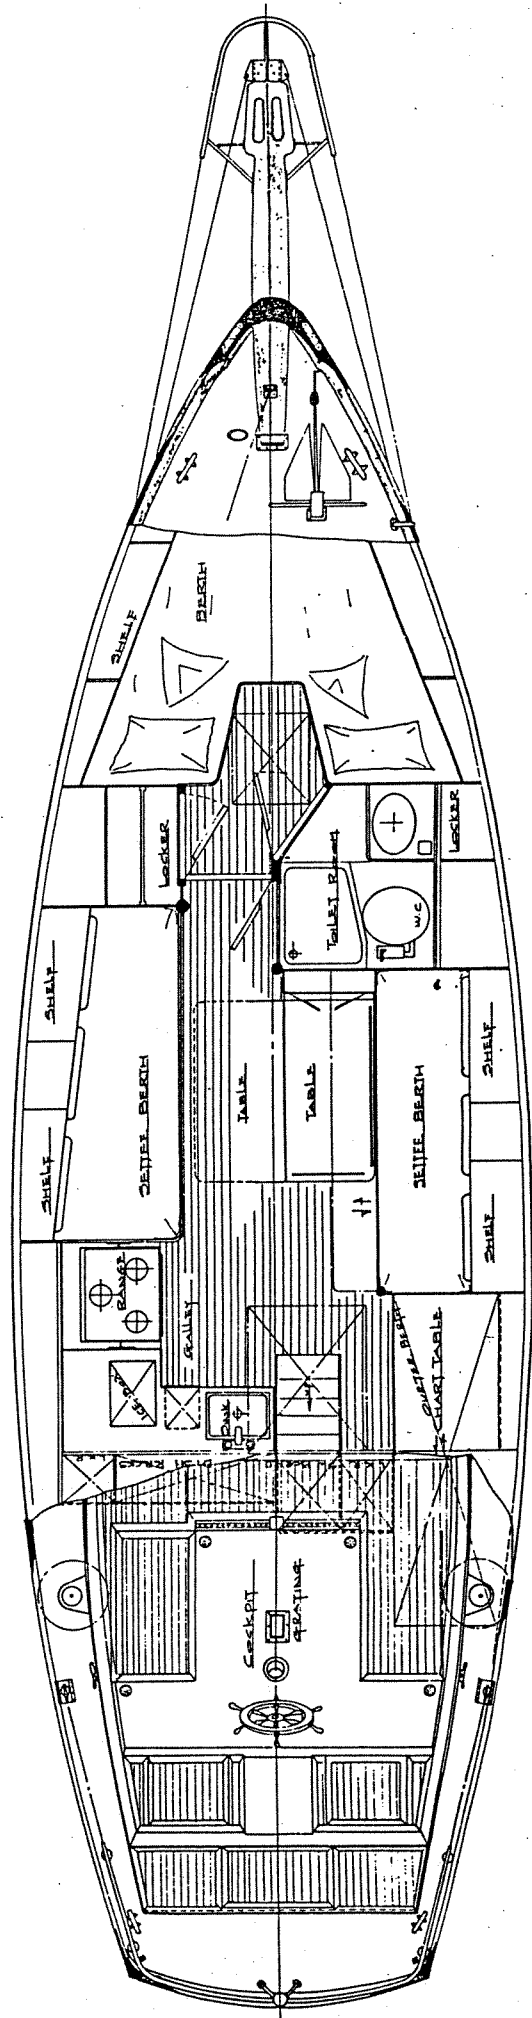 BERTH
SHELF
LOCKER
LOCKER
TOILET ROOM
W.C.
SHELF
SETTEE BERTH
SHELF
TABLE
TABLE
SETTEE BERTH
SHELF
SHELF
RANGE
GALLEY
ICE BOX
SINK
QUARTER BERTH
CHART TABLE
COCKPIT
GRATING